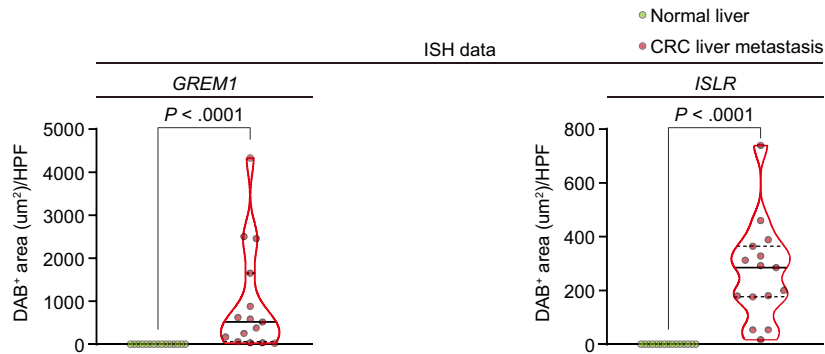 Normal liver
CRC liver metastasis
ISH data
GREM1
P < .0001
DAB⁺ area (um²)/HPF
5000
4000
3000
2000
1000
0
ISLR
P < .0001
DAB⁺ area (um²)/HPF
800
600
400
200
0